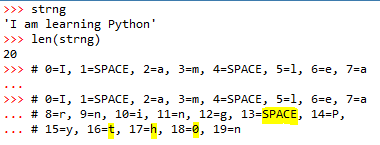 >>> strng
'I am learning Python'
>>> len(strng)
20
>>> # 0=I, 1=SPACE, 2=a, 3=m, 4=SPACE, 5=l, 6=e, 7=a
...
>>> # 0=I, 1=SPACE, 2=a, 3=m, 4=SPACE, 5=l, 6=e, 7=a
... # 8=r, 9=n, 10=i, 11=n, 12=g, 13=SPACE, 14=P,
... # 15=y, 16=t, 17=h, 18=0, 19=n